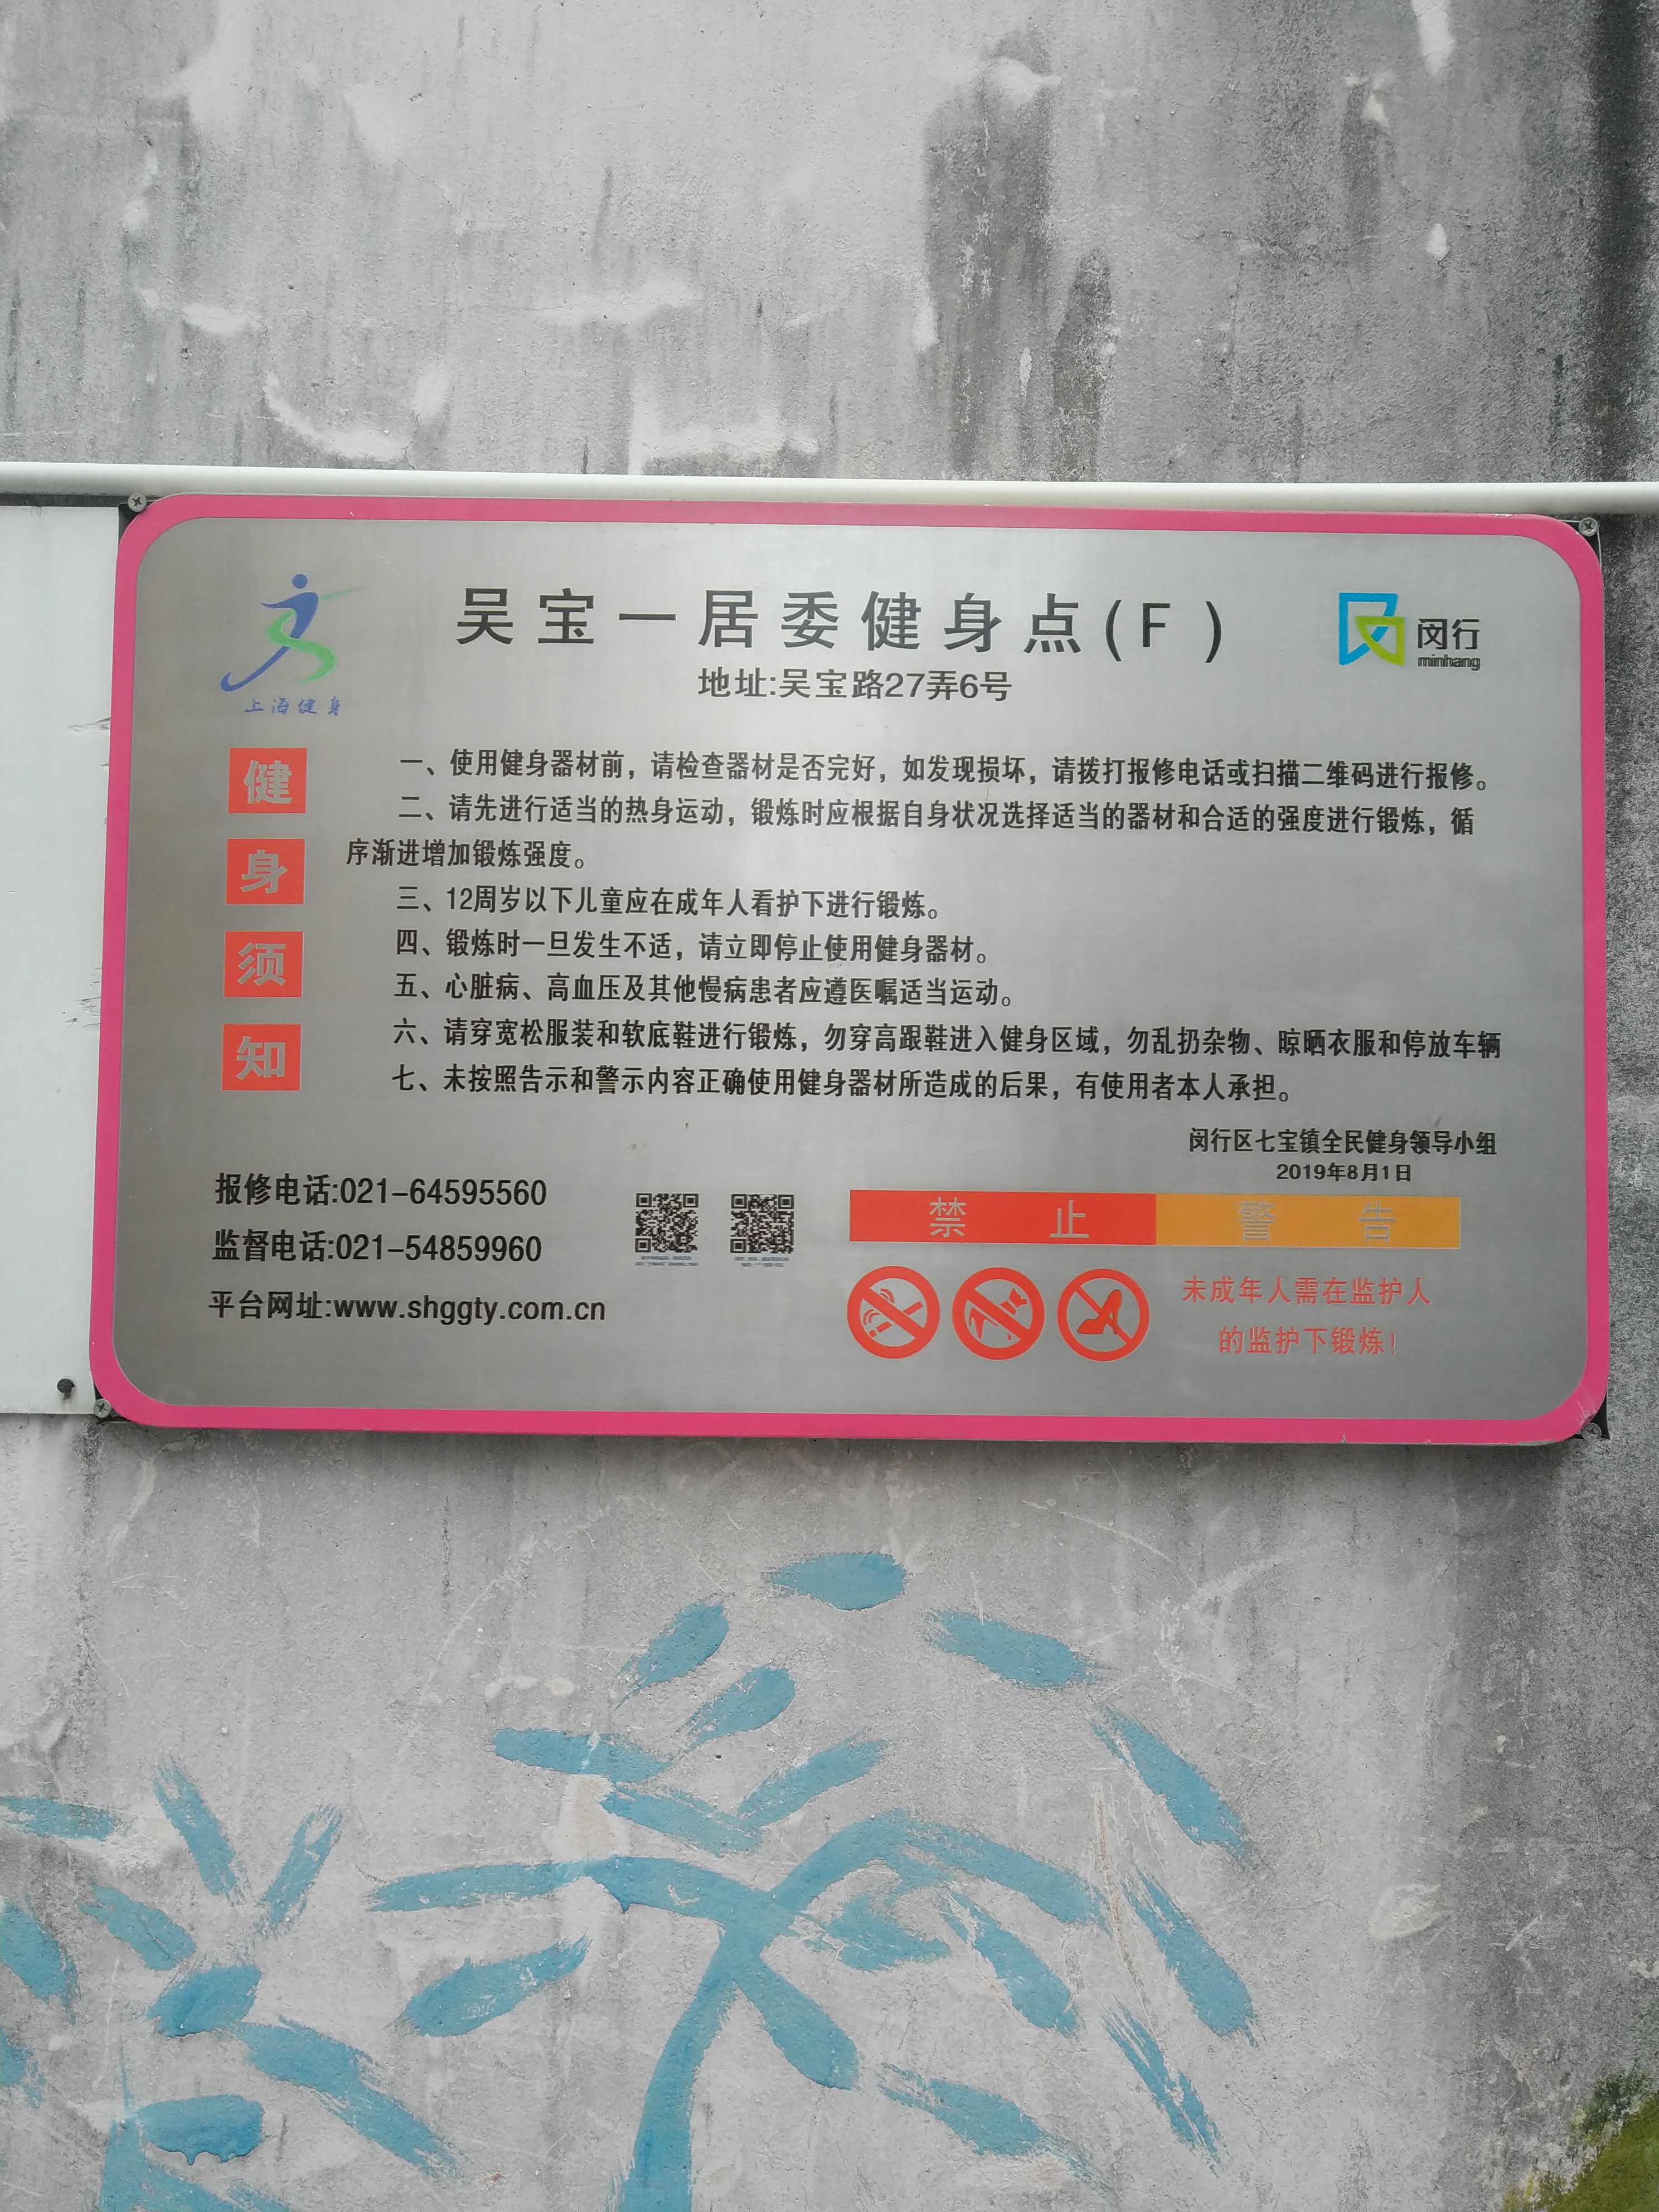 上海健身
吴宝一居委健身点(F)
闵行
minhang
地址:吴宝路27弄6号
健身须知
一、使用健身器材前，请检查器材是否完好，如发现损坏，请拨打报修电话或扫描二维码进行报修。
二、请先进行适当的热身运动，锻炼时应根据自身状况选择适当的器材和合适的强度进行锻炼，循
序渐进增加锻炼强度。
三、12周岁以下儿童应在成年人看护下进行锻炼。
四、锻炼时一旦发生不适，请立即停止使用健身器材。
五、心脏病、高血压及其他慢病患者应遵医嘱适当运动。
六、请穿宽松服装和软底鞋进行锻炼，勿穿高跟鞋进入健身区域，勿乱扔杂物、晾晒衣服和停放车辆
七、未按照告示和警示内容正确使用健身器材所造成的后果，有使用者本人承担。
闵行区七宝镇全民健身领导小组
2019年8月1日
报修电话:021-64595560
监督电话:021-54859960
平台网址:www.shggty.com.cn
禁止
警告
未成年人需在监护人
的监护下锻炼!